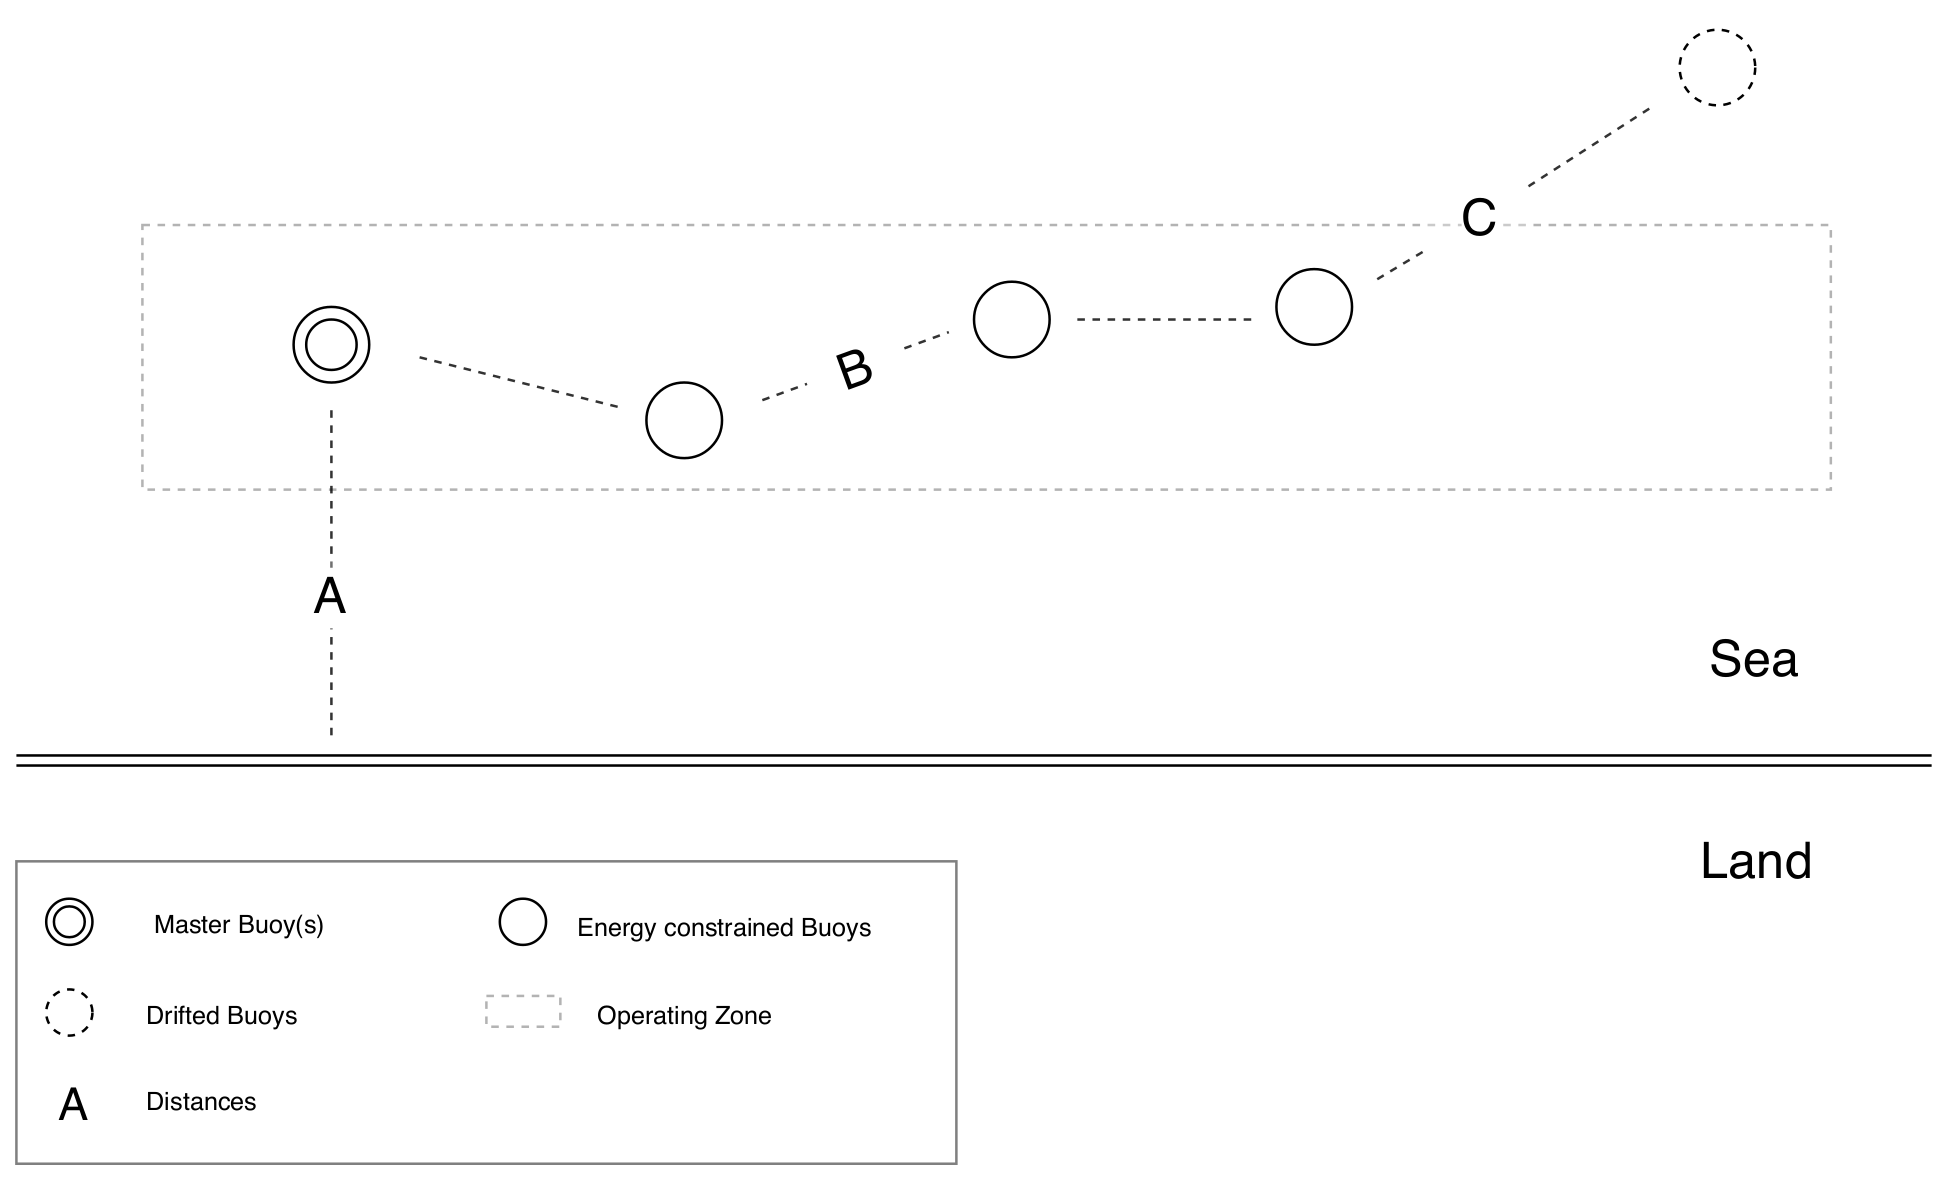 C
B
A
Sea
Land
Master Buoy(s)
Energy constrained Buoys
Drifted Buoys
Operating Zone
A
Distances